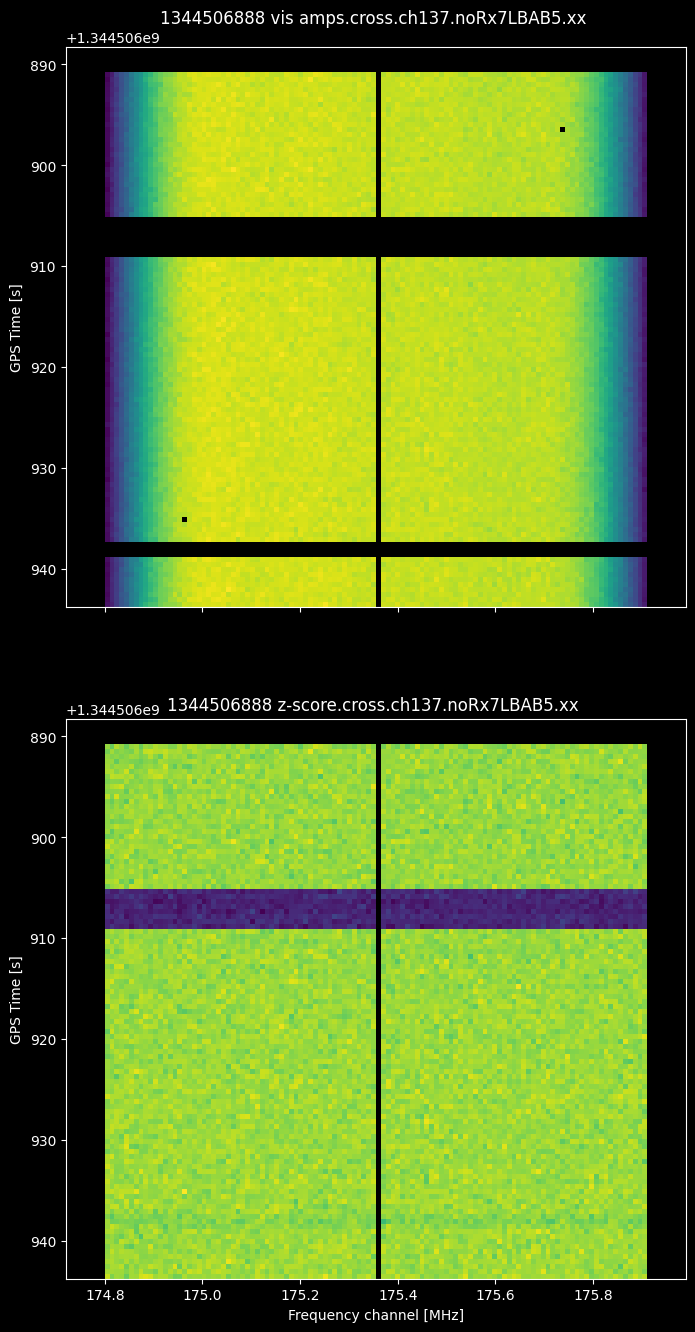 1344506888 vis amps.cross.ch137.noRx7LBAB5.xx
+1.344506e9
890
900
910
920
930
940
GPS Time [s]
1344506888 z-score.cross.ch137.noRx7LBAB5.xx
+1.344506e9
890
900
910
920
930
940
GPS Time [s]
174.8 175.0 175.2 175.4 175.6 175.8
Frequency channel [MHz]